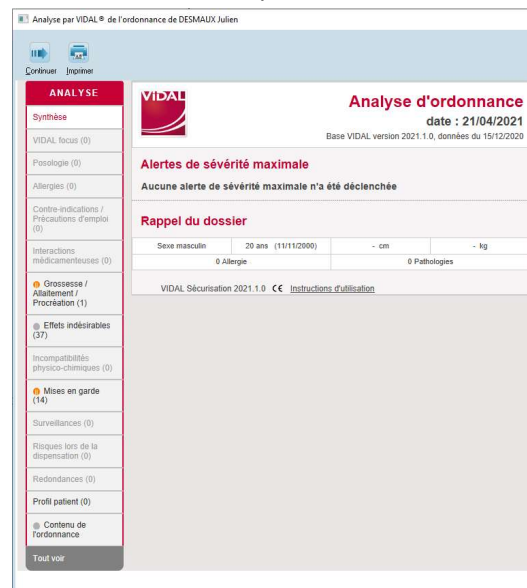 Analyse par VIDAL® de l'ordonnance de DESMAUX Julien
Continuer Imprimer
ANALYSE
Synthèse
VIDAL focus (0)
Posologie (0)
Allergies (0)
Contre-indications /
Précautions d'emploi
(0)
Interactions
médicamenteuses (0)
Grossesse /
Allaitement /
Procréation (1)
Effets indésirables
(37)
Incompatibilités
physico-chimiques (0)
Mises en garde
(14)
Surveillances (0)
Risques lors de la
dispensation (0)
Redondances (0)
Profil patient (0)
Contenu de
l'ordonnance
Tout voir
VIDAL
Analyse d'ordonnance
date : 21/04/2021
Base VIDAL version 2021.1.0, données du 15/12/2020
Alertes de sévérité maximale
Aucune alerte de sévérité maximale n'a été déclenchée
Rappel du dossier
Sexe masculin 20 ans (11/11/2000) - cm - kg
0 Allergie 0 Pathologies
VIDAL Sécurisation 2021.1.0 CE Instructions d'utilisation